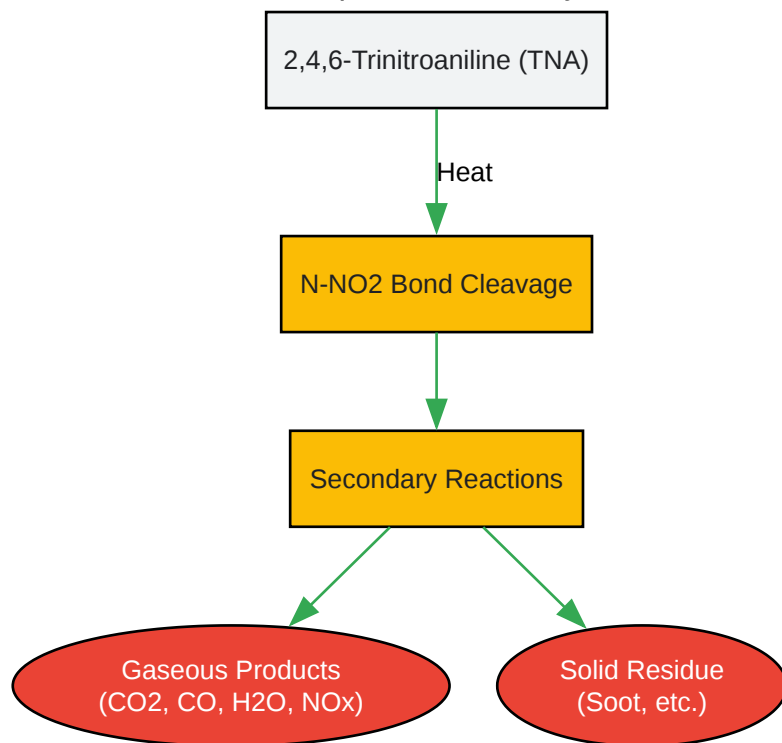 2,4,6-Trinitroaniline (TNA)
Heat
N-NO2 Bond Cleavage
Secondary Reactions
Gaseous Products
(CO2, CO, H2O, NOx)
Solid Residue
(Soot, etc.)